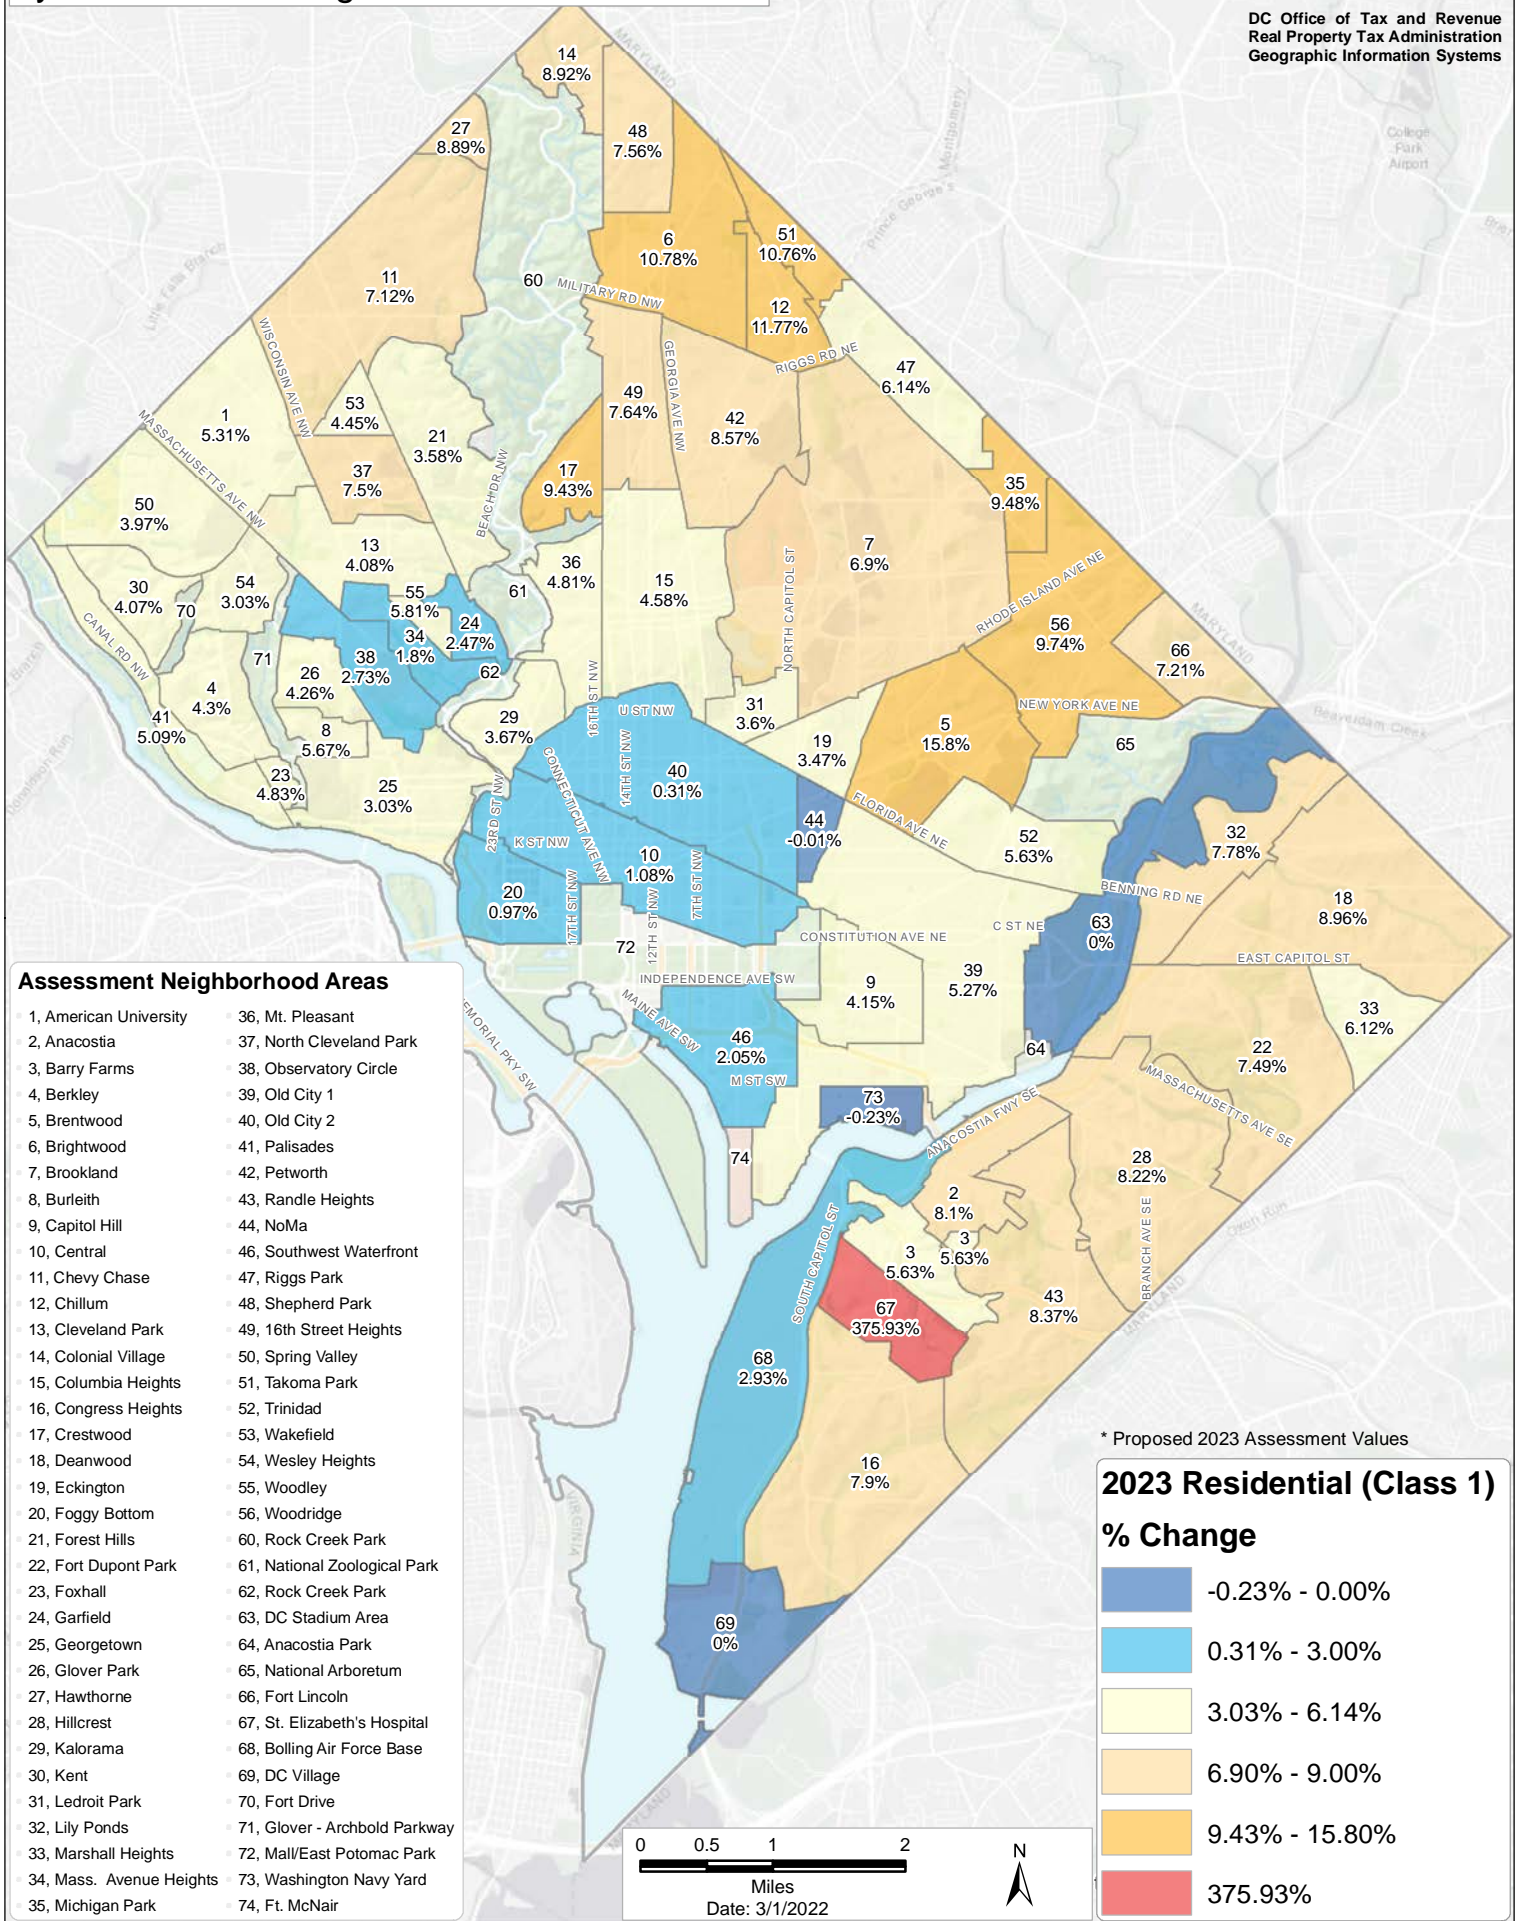 DC Office of Tax and Revenue
Real Property Tax Administration
Geographic Information Systems
MARYLAND
14
8.92%
27
8.89%
48
7.56%
Montgomery
Prince George's
College
Park
Airport
6
10.78%
51
10.76%
11
7.12%
60
MILITARY RD NW
12
11.77%
Little Falls Branch
WISCONSIN AVE NW
GEORGIA AVE NW
RIGGS RD NE
47
6.14%
53
4.45%
49
7.64%
42
8.57%
1
5.31%
21
3.58%
MASSACHUSETTS AVE NW
37
7.5%
17
9.43%
BEACH DR NW
35
9.48%
50
3.97%
13
4.08%
36
4.81%
15
4.58%
7
6.9%
NORTH CAPITOL ST
RHODE ISLAND AVE NE
MARYLAND
30
4.07%
70
54
3.03%
55
5.81%
61
24
2.47%
34
1.8%
56
9.74%
66
7.21%
CANAL RD NW
71
38
2.73%
62
26
4.26%
4
4.3%
16TH ST NW
41
5.09%
8
5.67%
29
3.67%
U ST NW
31
3.6%
19
3.47%
5
15.8%
NEW YORK AVE NE
65
Beaverdam Creek
23
4.83%
25
3.03%
23RD ST NW
CONNECTICUT AVE NW
14TH ST NW
40
0.31%
44
-0.01%
FLORIDA AVE NE
52
5.63%
32
7.78%
K ST NW
10
1.08%
7TH ST NW
BENNING RD NE
18
8.96%
20
0.97%
17TH ST NW
12TH ST NW
72
CONSTITUTION AVE NE
C ST NE
63
0%
EAST CAPITOL ST
INDEPENDENCE AVE SW
9
4.15%
39
5.27%
33
6.12%
MAINE AVE SW
46
2.05%
M ST SW
64
22
7.49%
MASSACHUSETTS AVE SE
MEMORIAL PKY SW
73
-0.23%
ANACOSTIA FWY SE
74
28
8.22%
2
8.1%
Oxon Run
SOUTH CAPITOL ST
3
5.63%
3
5.63%
BRANCH AVE SE
43
8.37%
MARYLAND
67
375.93%
68
2.93%
16
7.9%
VIRGINIA
69
0%
MARYLAND
Assessment Neighborhood Areas
1, American University
2, Anacostia
3, Barry Farms
4, Berkley
5, Brentwood
6, Brightwood
7, Brookland
8, Burleith
9, Capitol Hill
10, Central
11, Chevy Chase
12, Chillum
13, Cleveland Park
14, Colonial Village
15, Columbia Heights
16, Congress Heights
17, Crestwood
18, Deanwood
19, Eckington
20, Foggy Bottom
21, Forest Hills
22, Fort Dupont Park
23, Foxhall
24, Garfield
25, Georgetown
26, Glover Park
27, Hawthorne
28, Hillcrest
29, Kalorama
30, Kent
31, Ledroit Park
32, Lily Ponds
33, Marshall Heights
34, Mass. Avenue Heights
35, Michigan Park
36, Mt. Pleasant
37, North Cleveland Park
38, Observatory Circle
39, Old City 1
40, Old City 2
41, Palisades
42, Petworth
43, Randle Heights
44, NoMa
46, Southwest Waterfront
47, Riggs Park
48, Shepherd Park
49, 16th Street Heights
50, Spring Valley
51, Takoma Park
52, Trinidad
53, Wakefield
54, Wesley Heights
55, Woodley
56, Woodridge
60, Rock Creek Park
61, National Zoological Park
62, Rock Creek Park
63, DC Stadium Area
64, Anacostia Park
65, National Arboretum
66, Fort Lincoln
67, St. Elizabeth's Hospital
68, Bolling Air Force Base
69, DC Village
70, Fort Drive
71, Glover - Archbold Parkway
72, Mall/East Potomac Park
73, Washington Navy Yard
74, Ft. McNair
0 0.5 1 2
Miles
Date: 3/1/2022
N
* Proposed 2023 Assessment Values
2023 Residential (Class 1)
% Change
-0.23% - 0.00%
0.31% - 3.00%
3.03% - 6.14%
6.90% - 9.00%
9.43% - 15.80%
375.93%